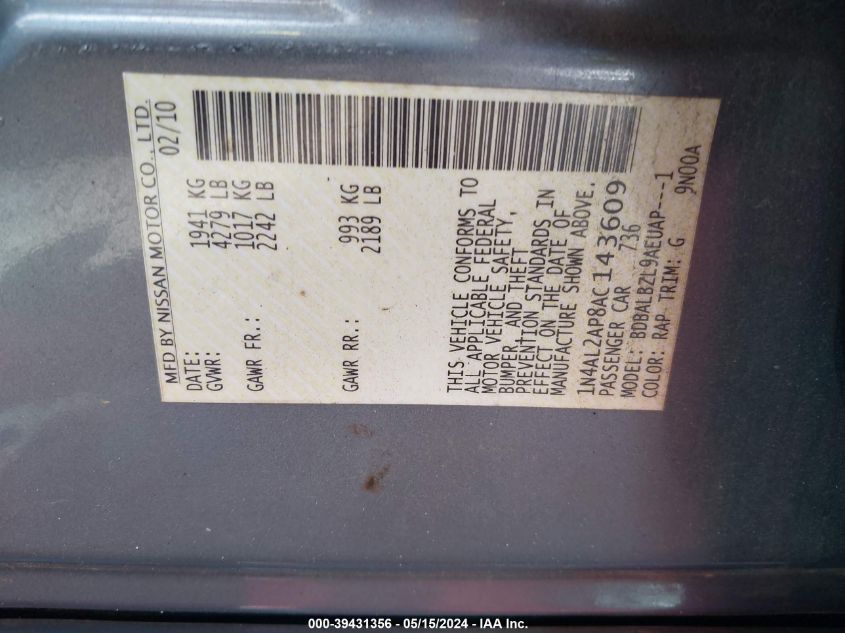 MFD BY NISSAN MOTOR CO., LTD.
DATE: 02/10
GVWR: 1941 KG
4279 LB
GAWR FR.: 1017 KG
2242 LB
GAWR RR.: 993 KG
2189 LB
THIS VEHICLE CONFORMS TO
ALL APPLICABLE FEDERAL
MOTOR VEHICLE SAFETY,
BUMPER, AND THEFT
PREVENTION STANDARDS IN
EFFECT ON THE DATE OF
MANUFACTURE SHOWN ABOVE.
1N4AL2AP8AC143609
PASSENGER CAR 736
MODEL: BDBALBZL9AEUAP---1
COLOR: RAP TRIM: G 9N00A
000-39431356 - 05/15/2024 - IAA Inc.